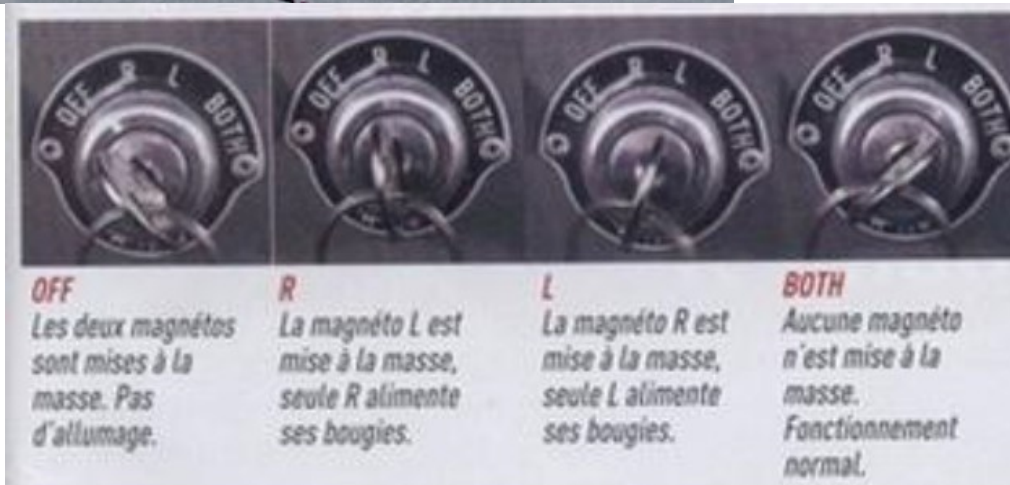 OFF R L BOTH
OFF R L BOTH
OFF R L BOTH
OFF R L BOTH
OFF
Les deux magnétos
sont mises à la
masse. Pas
d'allumage.
R
La magnéto L est
mise à la masse,
seule R alimente
ses bougies.
L
La magnéto R est
mise à la masse,
seule L alimente
ses bougies.
BOTH
Aucune magnéto
n'est mise à la
masse.
Fonctionnement
normal.